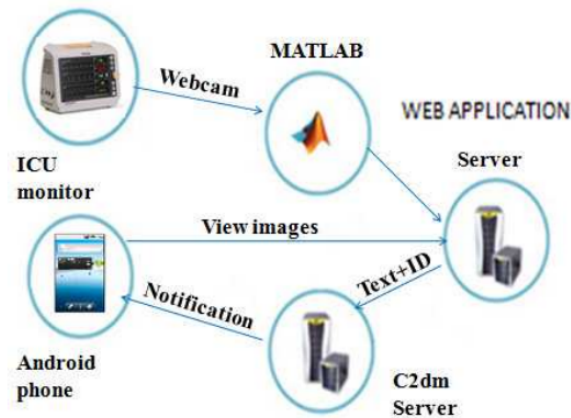 MATLAB
Webcam
WEB APPLICATION
ICU
monitor
Server
View images
Text+ID
Notification
Android
phone
C2dm
Server